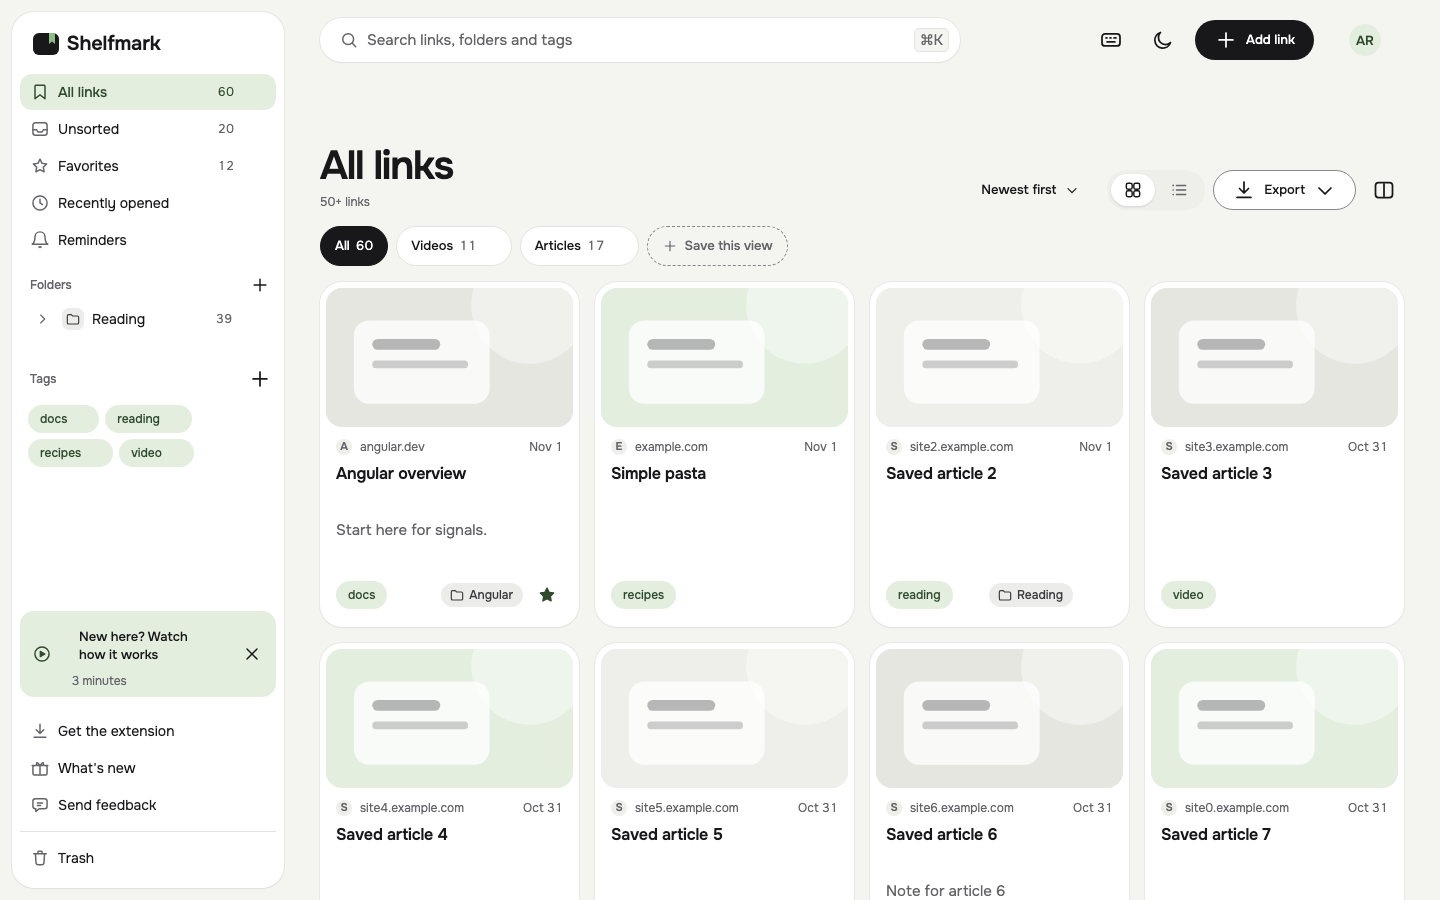 Shelfmark
All links 60
Unsorted 20
Favorites 12
Recently opened
Reminders
Folders
Reading 39
Tags
docs reading
recipes video
New here? Watch
how it works
3 minutes
Get the extension
What's new
Send feedback
Trash
Search links, folders and tags ⌘K
Add link
AR
All links
50+ links
Newest first
Export
All 60
Videos 11
Articles 17
Save this view
A angular.dev Nov 1
Angular overview
Start here for signals.
docs Angular
E example.com Nov 1
Simple pasta
recipes
S site2.example.com Nov 1
Saved article 2
reading Reading
S site3.example.com Oct 31
Saved article 3
video
S site4.example.com Oct 31
Saved article 4
S site5.example.com Oct 31
Saved article 5
S site6.example.com Oct 31
Saved article 6
Note for article 6
S site0.example.com Oct 31
Saved article 7